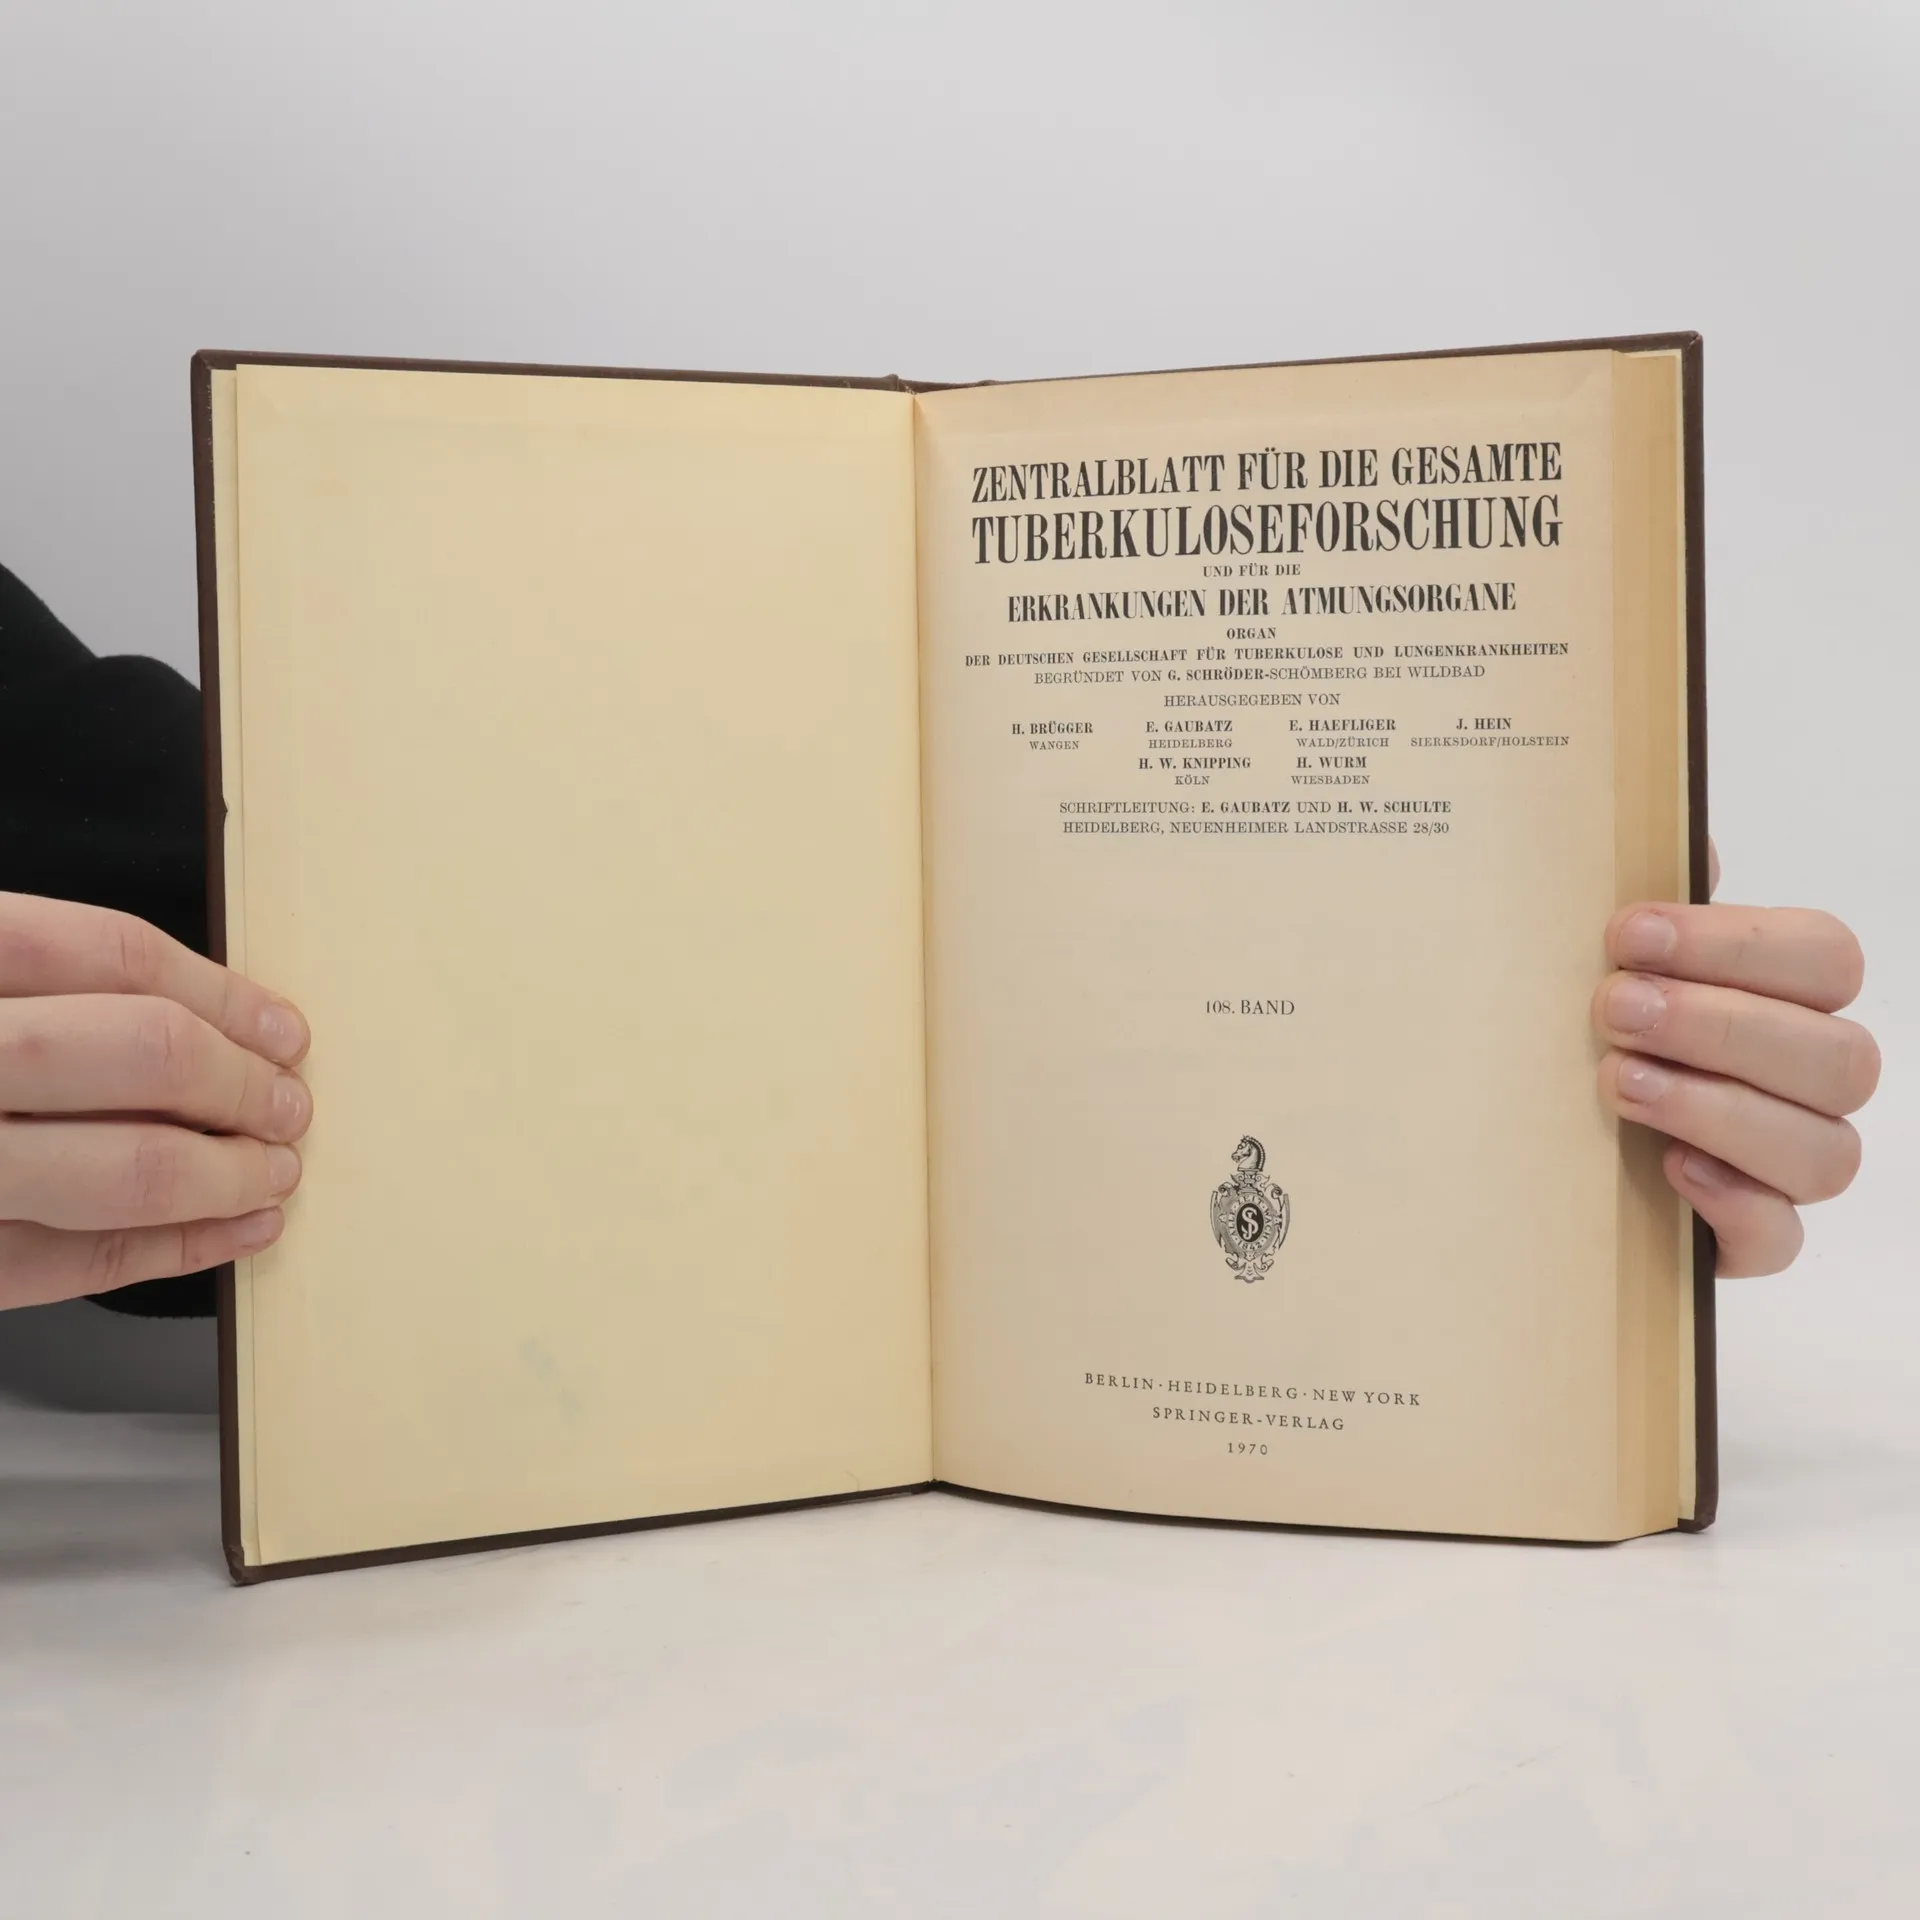 ZENTRALBLATT FÜR DIE GESAMTE
TUBERKULOSEFORSCHUNG
UND FÜR DIE
ERKRANKUNGEN DER ATMUNGSORGANE
ORGAN
DER DEUTSCHEN GESELLSCHAFT FÜR TUBERKULOSE UND LUNGENKRANKHEITEN
BEGRÜNDET VON G. SCHRÖDER-SCHÖMBERG BEI WILDBAD
HERAUSGEGEBEN VON
H. BRÜGGER E. GAUBATZ E. HAEFLIGER J. HEIN
WANGEN HEIDELBERG WALD/ZÜRICH SIERKSDORF/HOLSTEIN
H. W. KNIPPING H. WURM
KÖLN WIESBADEN
SCHRIFTLEITUNG: E. GAUBATZ UND H. W. SCHULTE
HEIDELBERG, NEUENHEIMER LANDSTRASSE 28/30
108. BAND
ZEIT WACH
S
1842
BERLIN · HEIDELBERG · NEW YORK
SPRINGER-VERLAG
1970